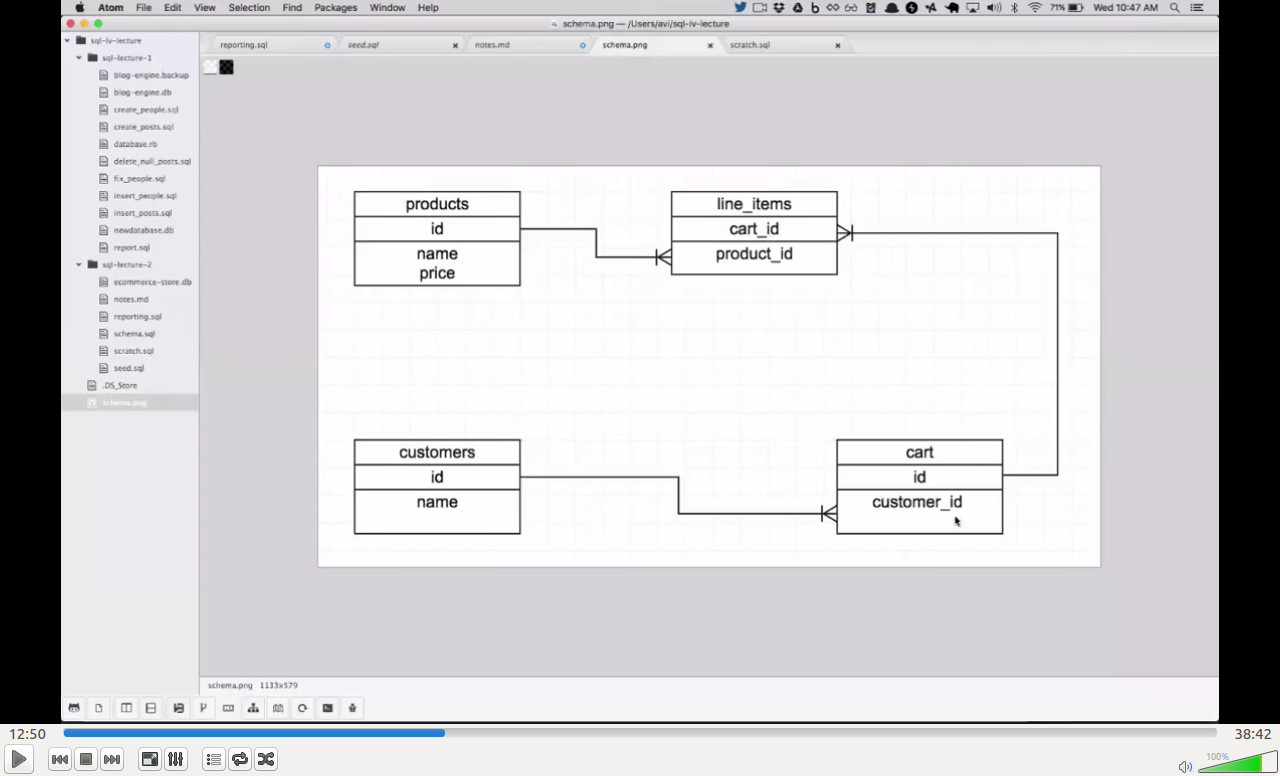 Atom File Edit View Selection Find Packages Window Help 71% Wed 10:47 AM
schema.png — /Users/avi/sql-iv-lecture
reporting.sql seed.sql notes.md schema.png scratch.sql
sql-iv-lecture
sql-lecture-1
blog-engine.backup
blog-engine.db
create_people.sql
create_posts.sql
database.rb
delete_null_posts.sql
fix_people.sql
insert_people.sql
insert_posts.sql
newdatabase.db
report.sql
sql-lecture-2
ecommerce-store.db
notes.md
reporting.sql
schema.sql
scratch.sql
seed.sql
.DS_Store
schema.png
products
id
name
price
line_items
cart_id
product_id
customers
id
name
cart
id
customer_id
schema.png 1133x579
12:50
38:42
100%